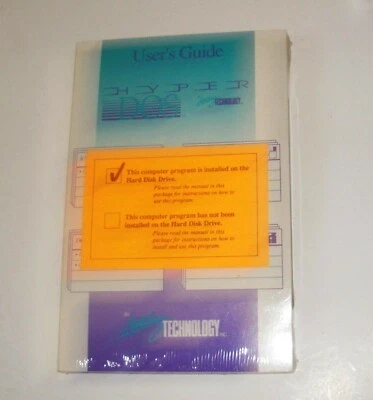 User's Guide
HYPER
TECHNOLOGY
This computer program is installed on the
Hard Disk Drive.
Please read the manual in this
package for instructions on how to
use this program.
This computer program has not been
installed on the Hard Disk Drive.
Please read the manual in this
package for instructions on how to
install and use this program.
BY
TECHNOLOGY INC.